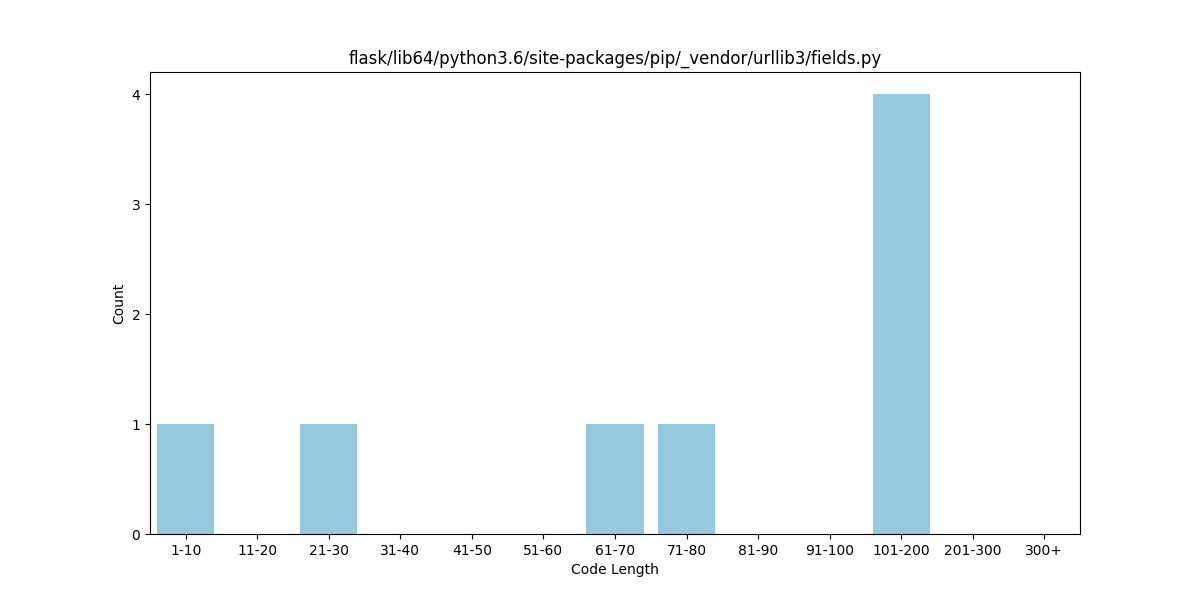 flask/lib64/python3.6/site-packages/pip/_vendor/urllib3/fields.py
Count
4
3
2
1
0
1-10 11-20 21-30 31-40 41-50 51-60 61-70 71-80 81-90 91-100 101-200 201-300 300+
Code Length